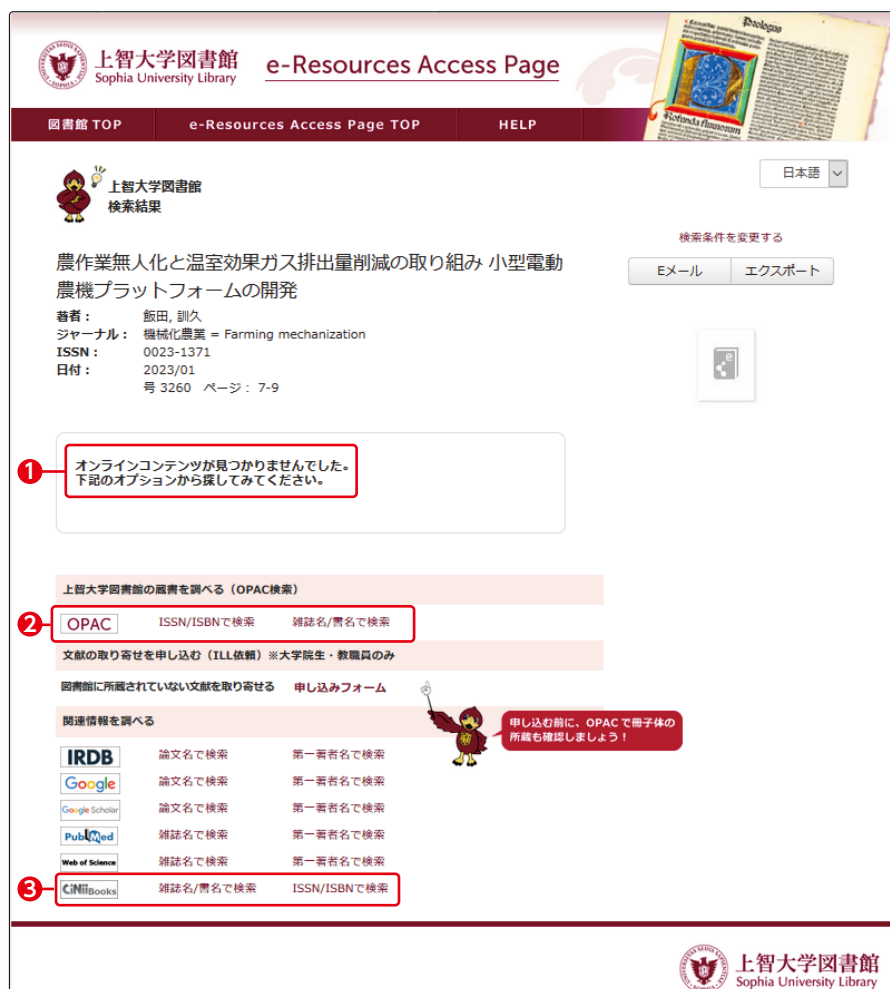 上智大学図書館
Sophia University Library
e-Resources Access Page
Prologus
図書館 TOP
e-Resources Access Page TOP
HELP
上智大学図書館
検索結果
日本語
検索条件を変更する
Eメール
エクスポート
農作業無人化と温室効果ガス排出量削減の取り組み 小型電動
農機プラットフォームの開発
著者： 飯田, 訓久
ジャーナル： 機械化農業 = Farming mechanization
ISSN： 0023-1371
日付： 2023/01
号 3260 ページ： 7-9
e
1
オンラインコンテンツが見つかりませんでした。
下記のオプションから探してみてください。
上智大学図書館の蔵書を調べる（OPAC検索）
2
OPAC ISSN/ISBNで検索 雑誌名/書名で検索
文献の取り寄せを申し込む（ILL依頼）※大学院生・教職員のみ
図書館に所蔵されていない文献を取り寄せる 申し込みフォーム
申し込む前に、OPACで冊子体の
所蔵も確認しましょう！
関連情報を調べる
IRDB 論文名で検索 第一著者名で検索
Google 論文名で検索 第一著者名で検索
Google Scholar 論文名で検索 第一著者名で検索
PubMed 雑誌名で検索 第一著者名で検索
Web of Science 雑誌名で検索 第一著者名で検索
3
CiNii Books 雑誌名/書名で検索 ISSN/ISBNで検索
上智大学図書館
Sophia University Library